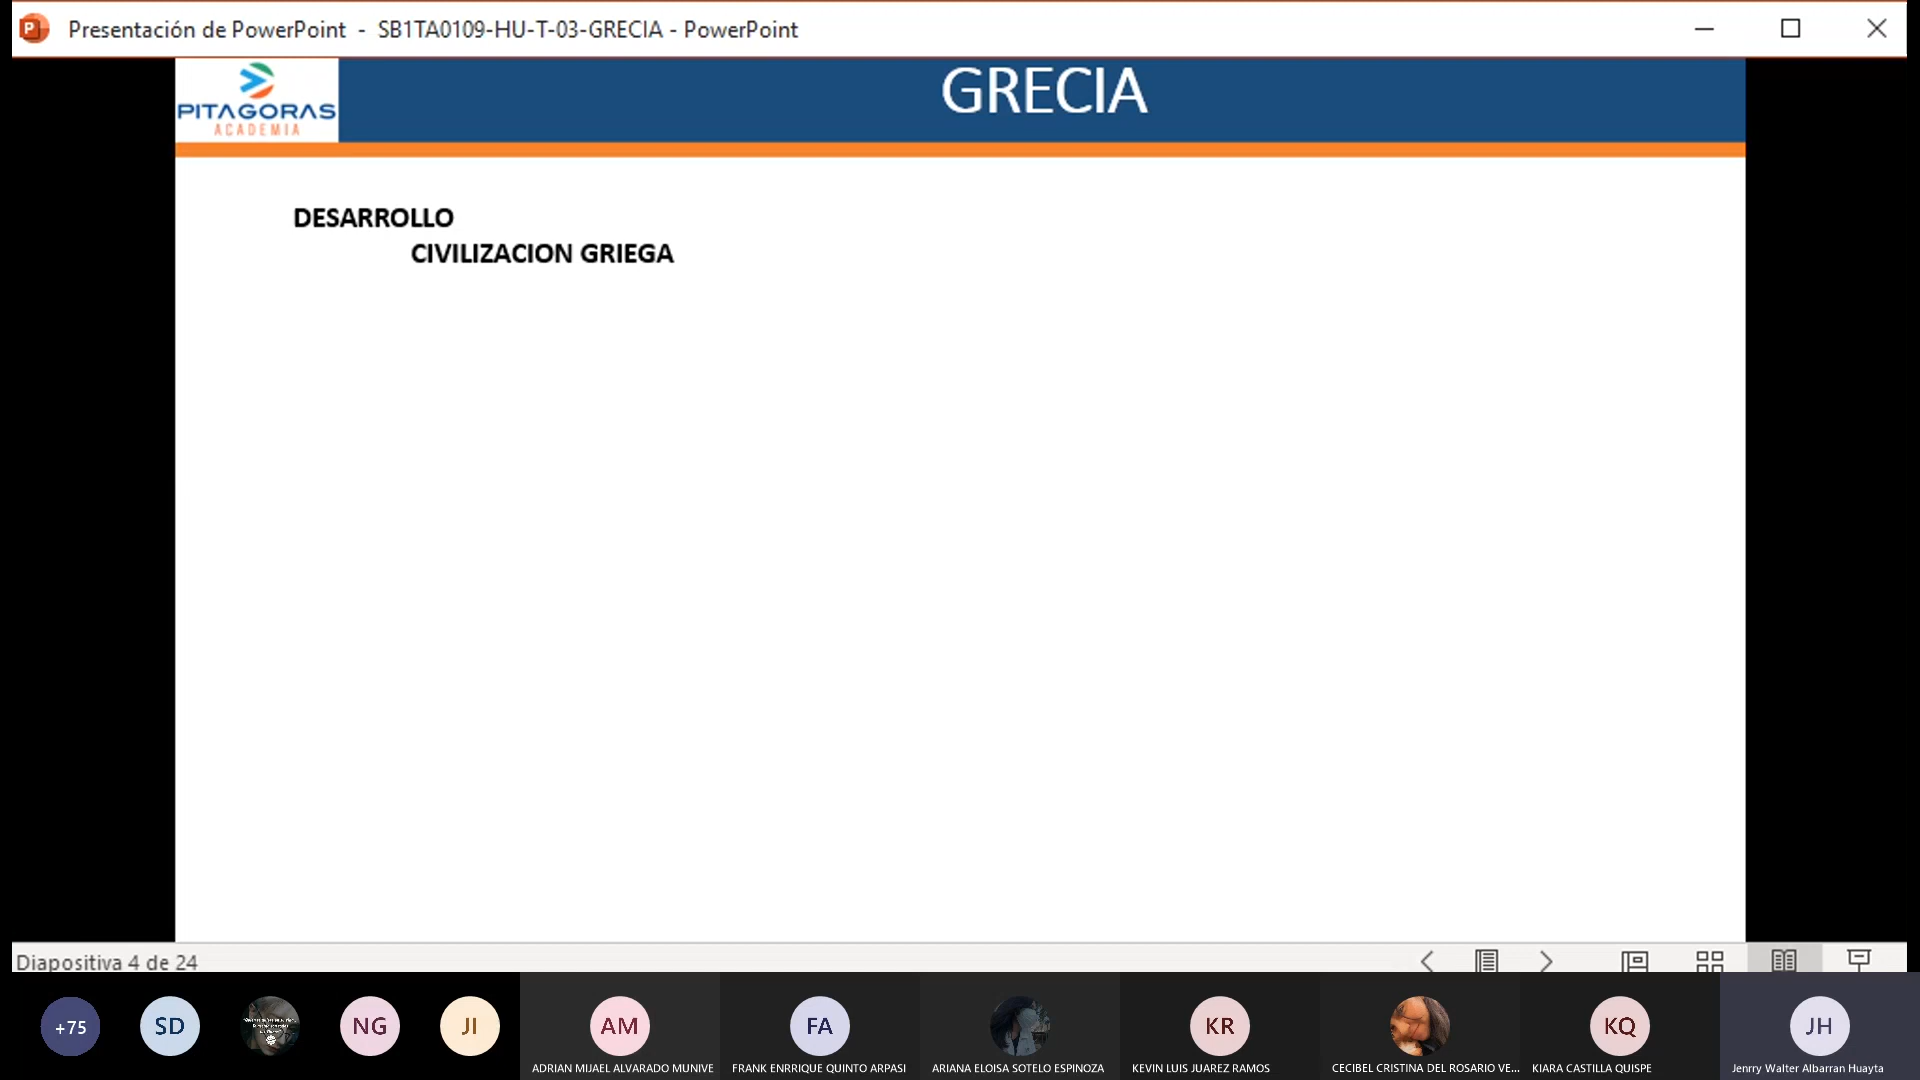 Presentación de PowerPoint - SB1TA0109-HU-T-03-GRECIA - PowerPoint
PITAGORAS
ACADEMIA
GRECIA
DESARROLLO
CIVILIZACION GRIEGA
Diapositiva 4 de 24
+75
SD
NG
JI
AM
FA
KR
KQ
JH
ADRIAN MIJAEL ALVARADO MUNIVE
FRANK ENRRIQUE QUINTO ARPASI
ARIANA ELOISA SOTELO ESPINOZA
KEVIN LUIS JUAREZ RAMOS
CECIBEL CRISTINA DEL ROSARIO VE...
KIARA CASTILLA QUISPE
Jenrry Walter Albarran Huayta